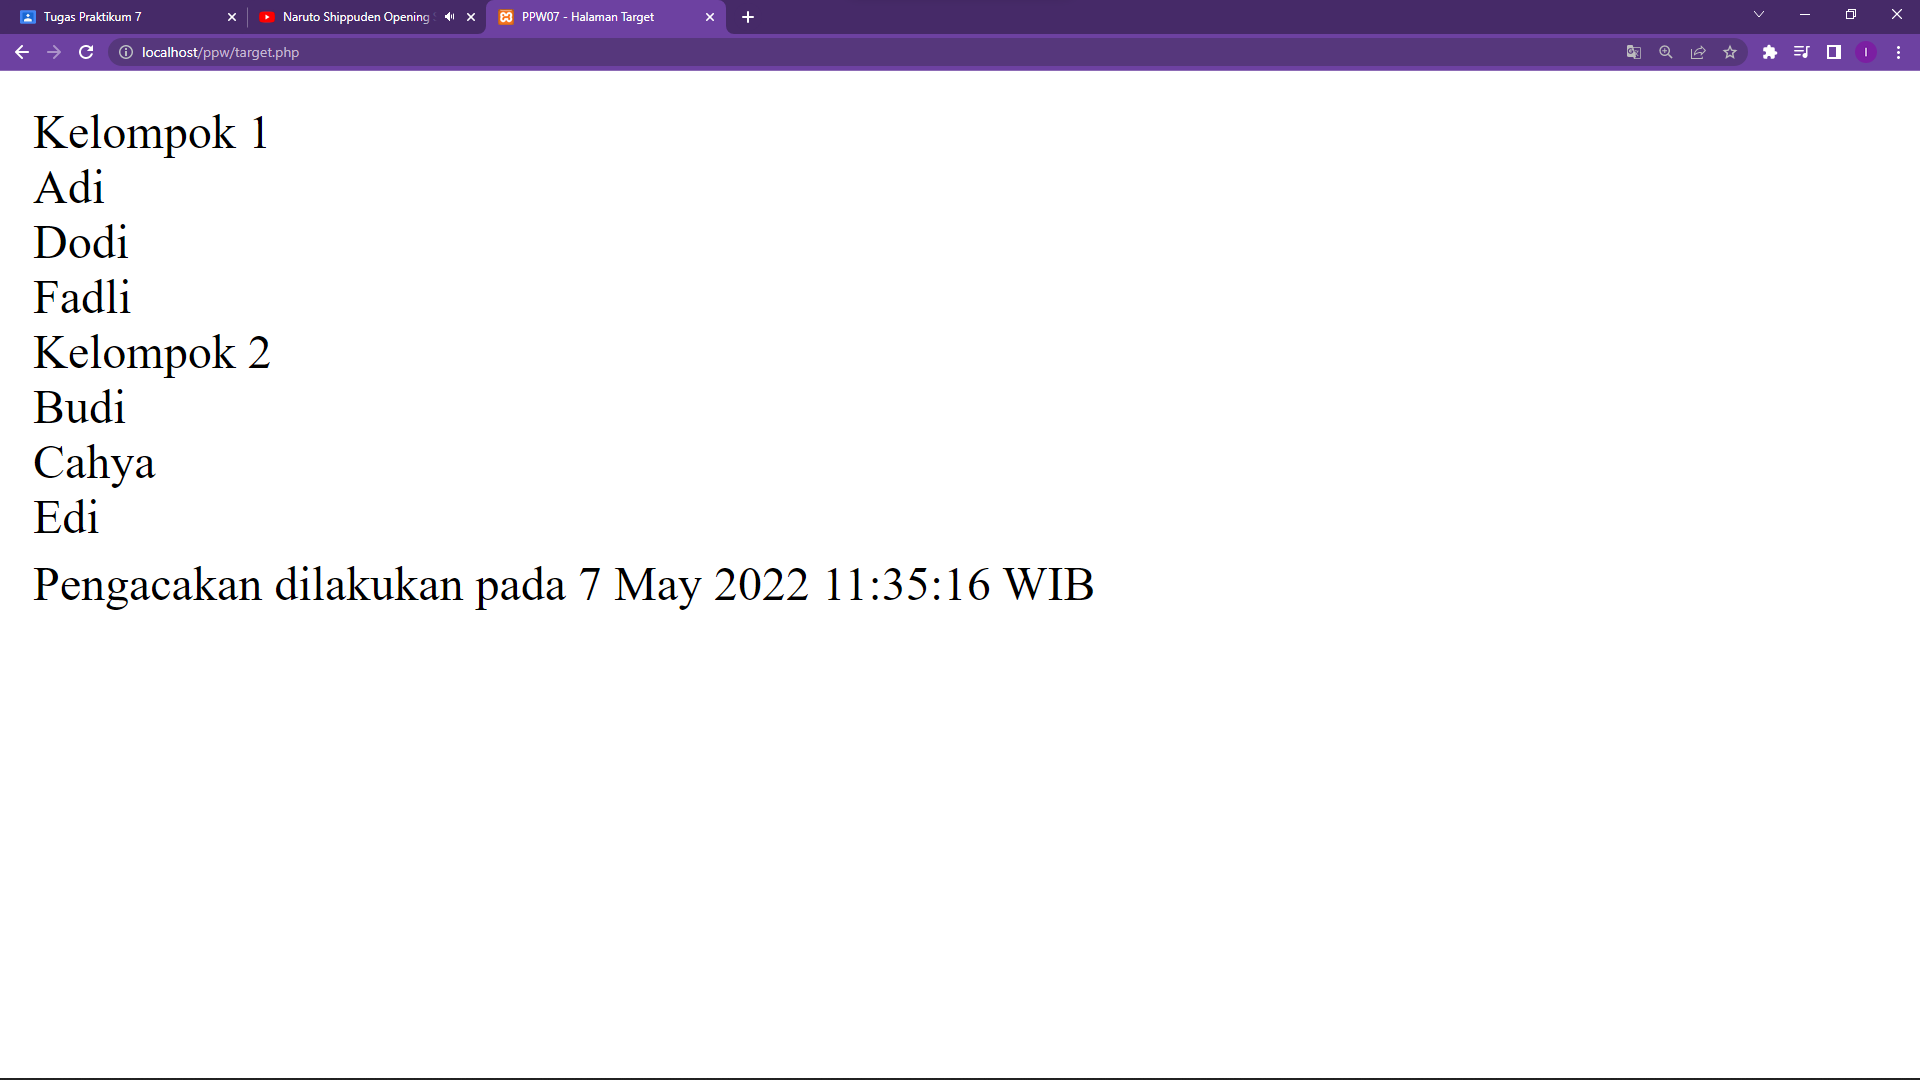 Tugas Praktikum 7
Naruto Shippuden Opening
PPW07 - Halaman Target
localhost/ppw/target.php
I
Kelompok 1
Adi
Dodi
Fadli
Kelompok 2
Budi
Cahya
Edi
Pengacakan dilakukan pada 7 May 2022 11:35:16 WIB